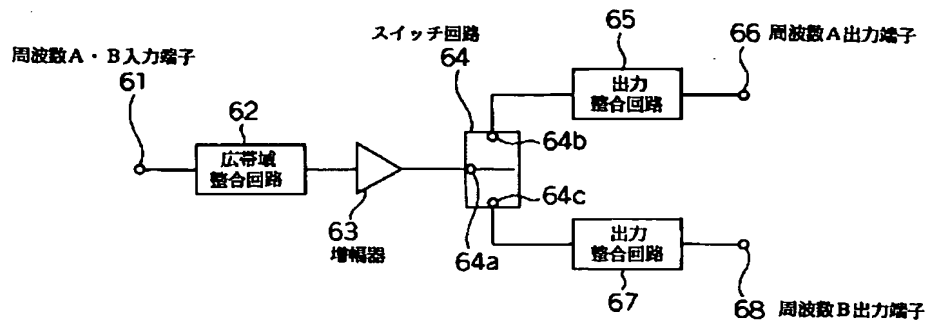 スイッチ回路
64
65
66 周波数A出力端子
周波数A・B入力端子
61
出力
整合回路
62
64b
広帯域
整合回路
64c
63
増幅器
64a
出力
整合回路
67
68 周波数B出力端子